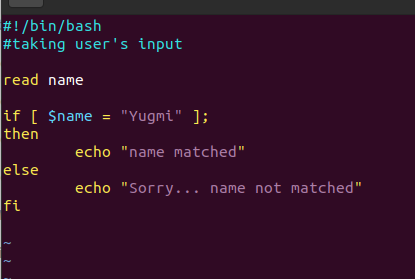 #!/bin/bash
#taking user's input
read name
if [ $name = "Yugmi" ];
then
echo "name matched"
else
echo "Sorry... name not matched"
fi
~
~